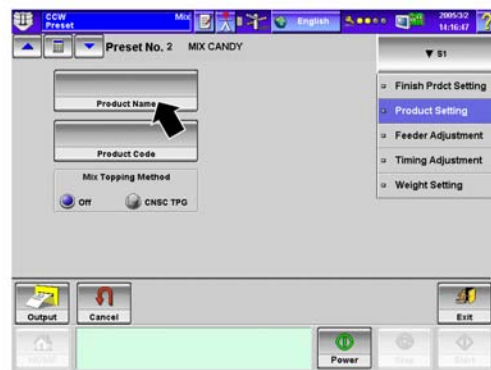 CCW
Preset
Mix
English
2005/3/2
14:16:47
?
Preset No. 2 MIX CANDY
▼ S1
Product Name
Product Code
Mix Topping Method
Off CNSC TPG
Finish Prdct Setting
Product Setting
Feeder Adjustment
Timing Adjustment
Weight Setting
Output
Cancel
Exit
Power